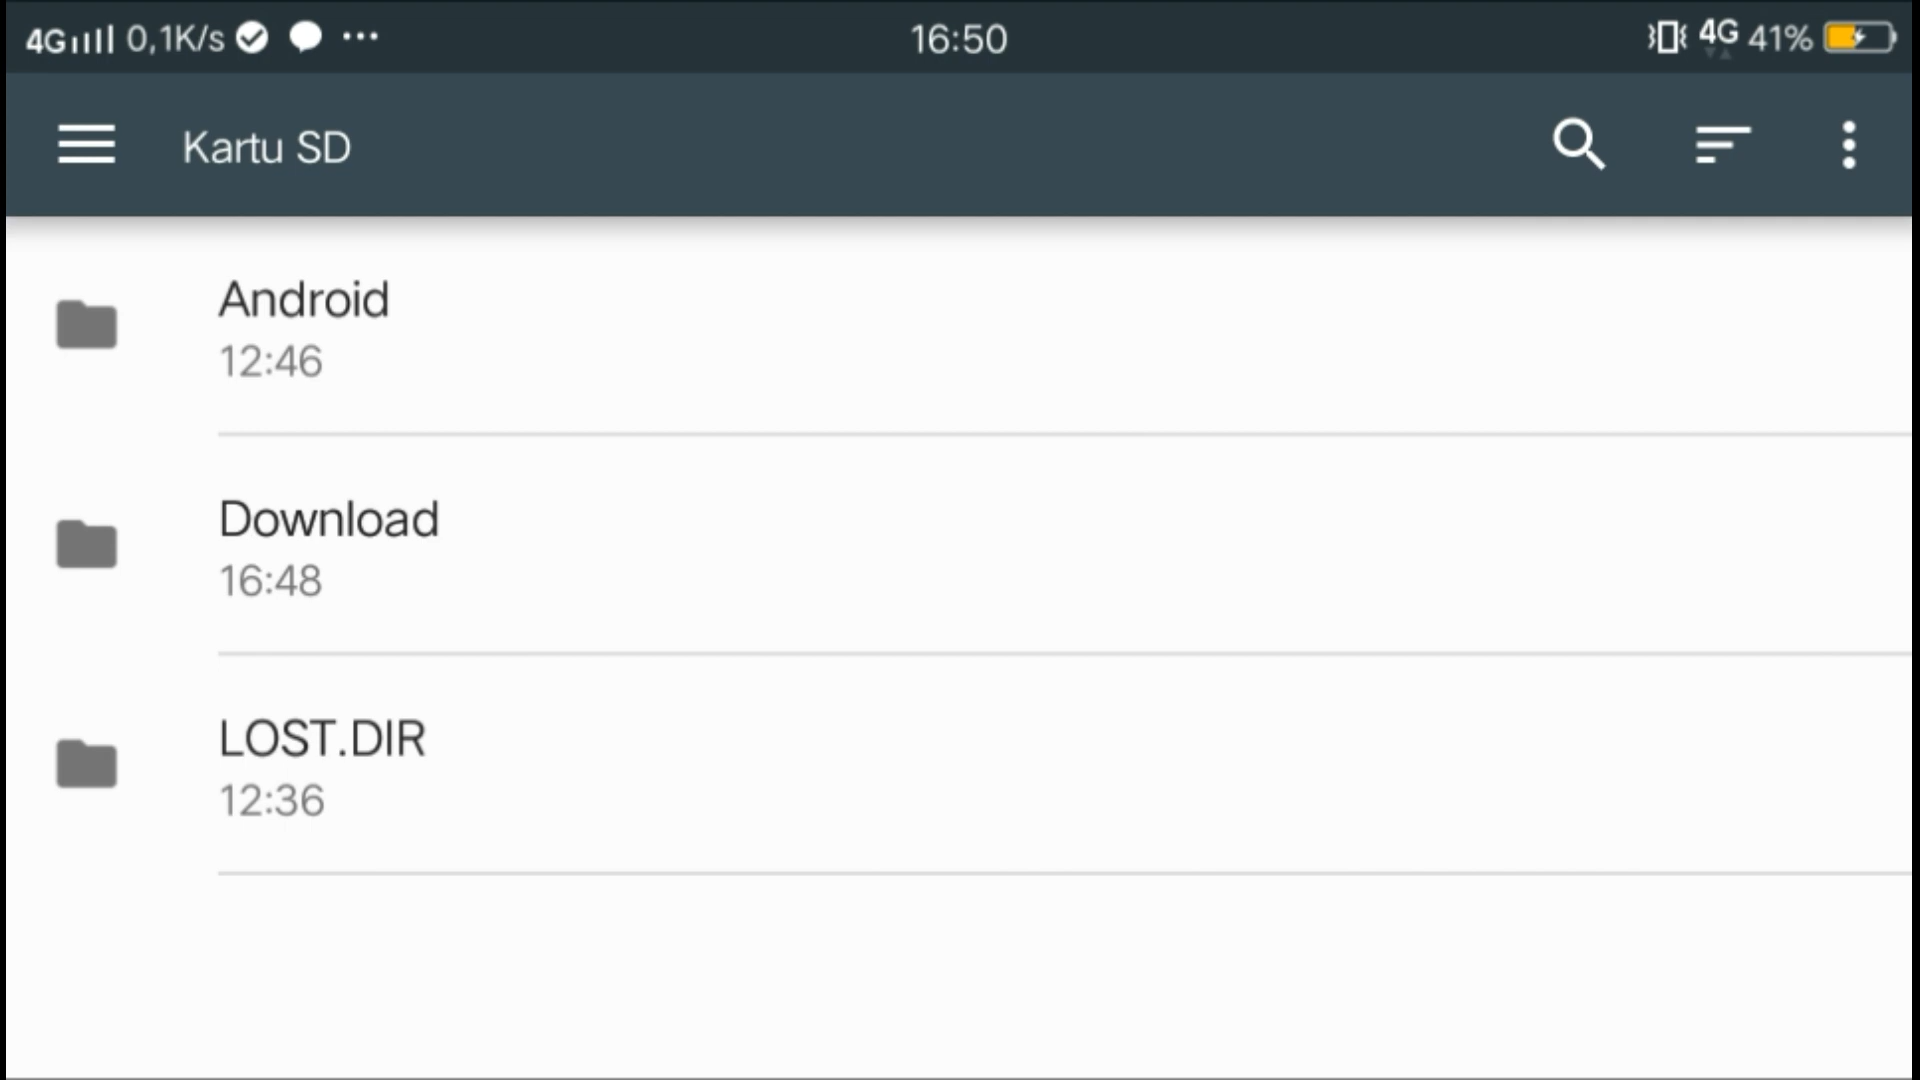 4G 0,1K/s 16:50 4G 41%
Kartu SD
Android
12:46
Download
16:48
LOST.DIR
12:36